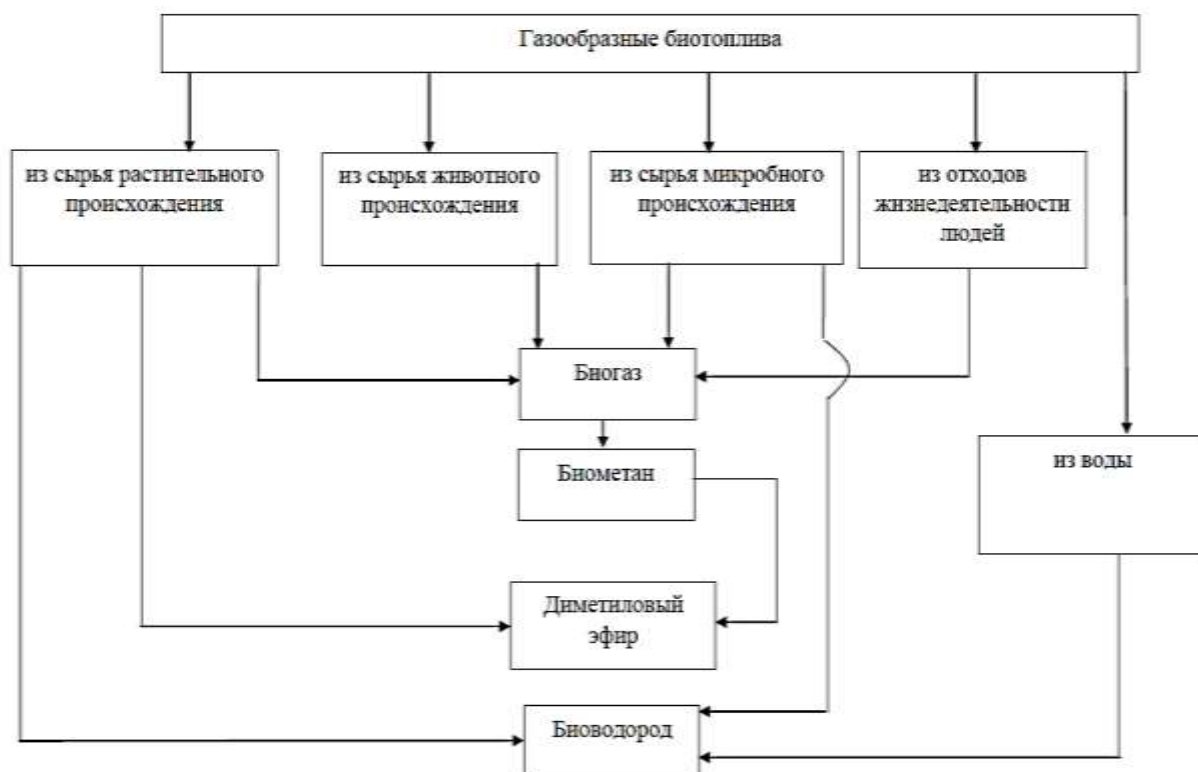 Газообразные биотоплива
из сырья растительного
происхождения
из сырья животного
происхождения
из сырья микробного
происхождения
из отходов
жизнедеятельности
людей
Биогаз
Биометан
из воды
Диметиловый
эфир
Биоводород